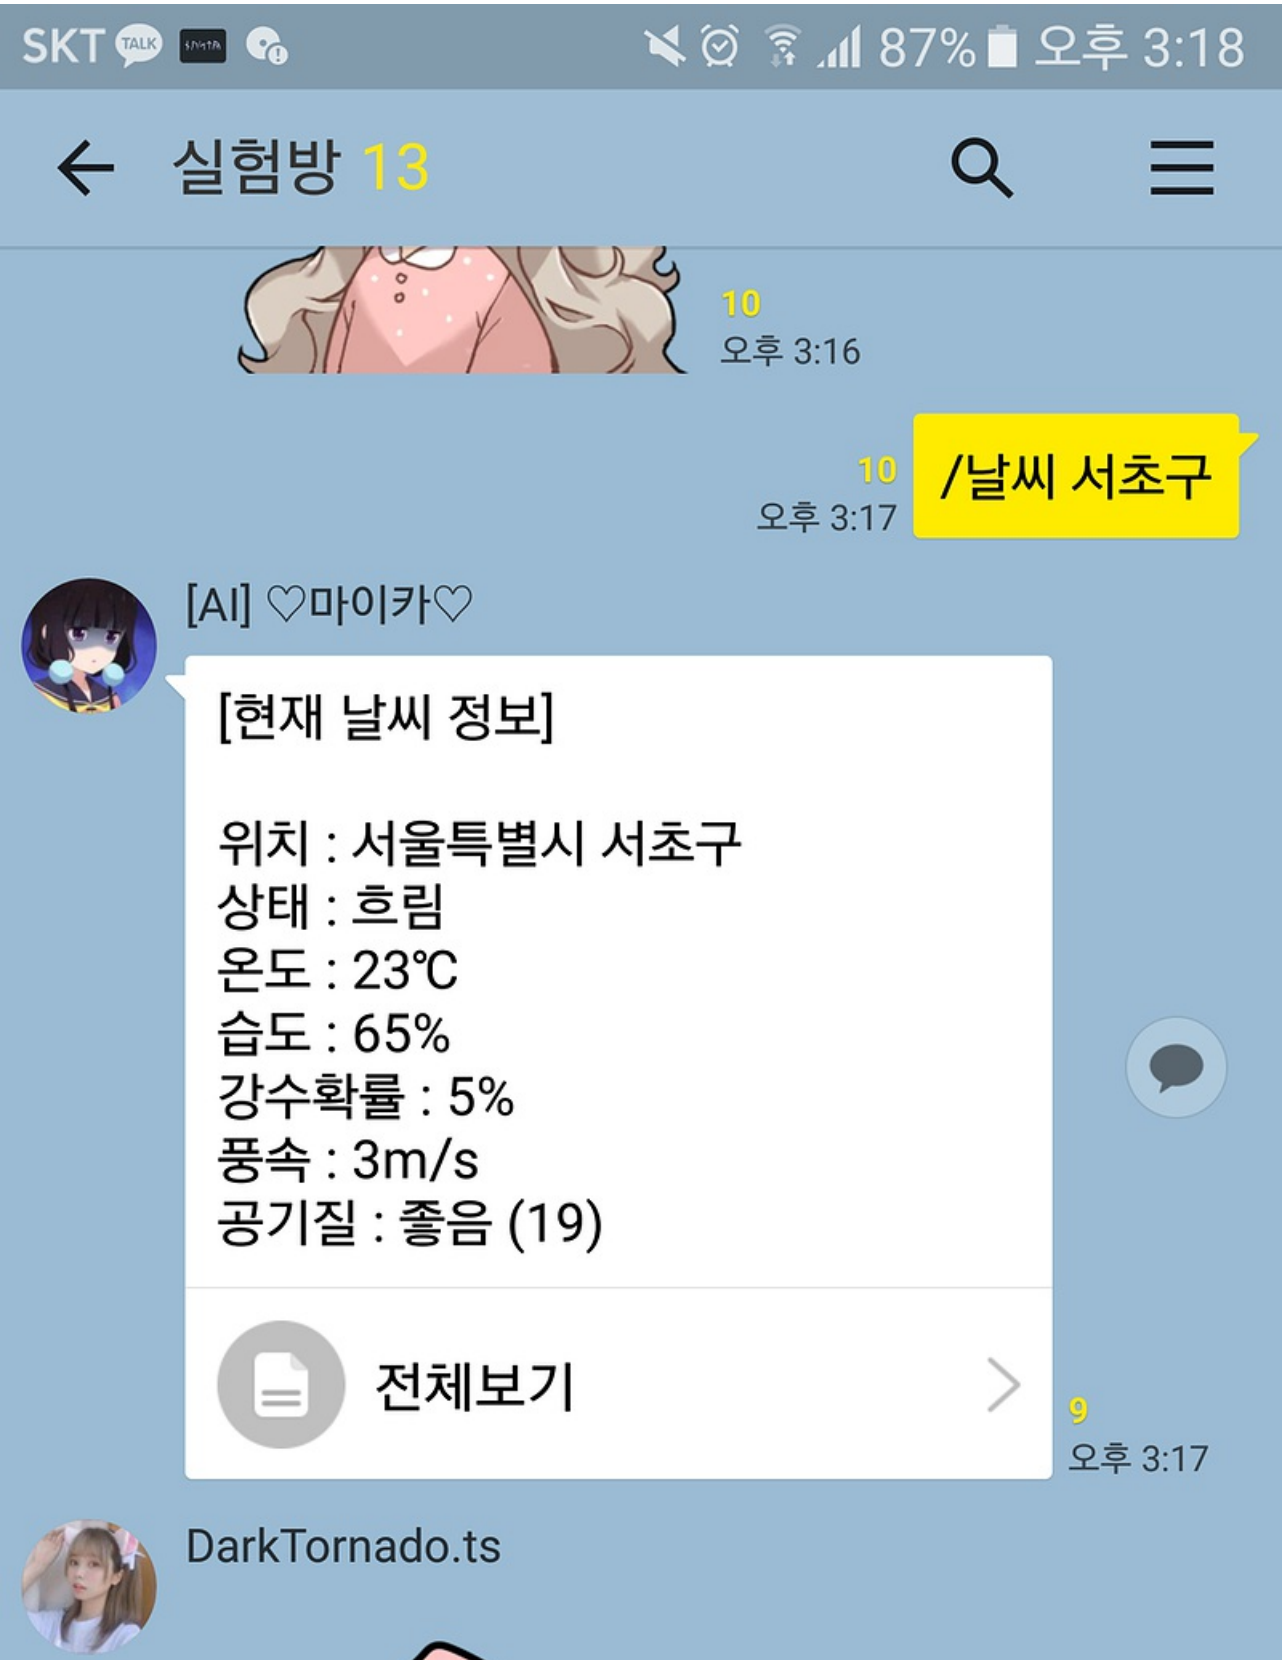 SKT TALK 87% 오후 3:18
실험방 13
10
오후 3:16
10
오후 3:17
/날씨 서초구
[AI] ♡마이카♡
[현재 날씨 정보]
위치 : 서울특별시 서초구
상태 : 흐림
온도 : 23℃
습도 : 65%
강수확률 : 5%
풍속 : 3m/s
공기질 : 좋음 (19)
전체보기
9
오후 3:17
DarkTornado.ts